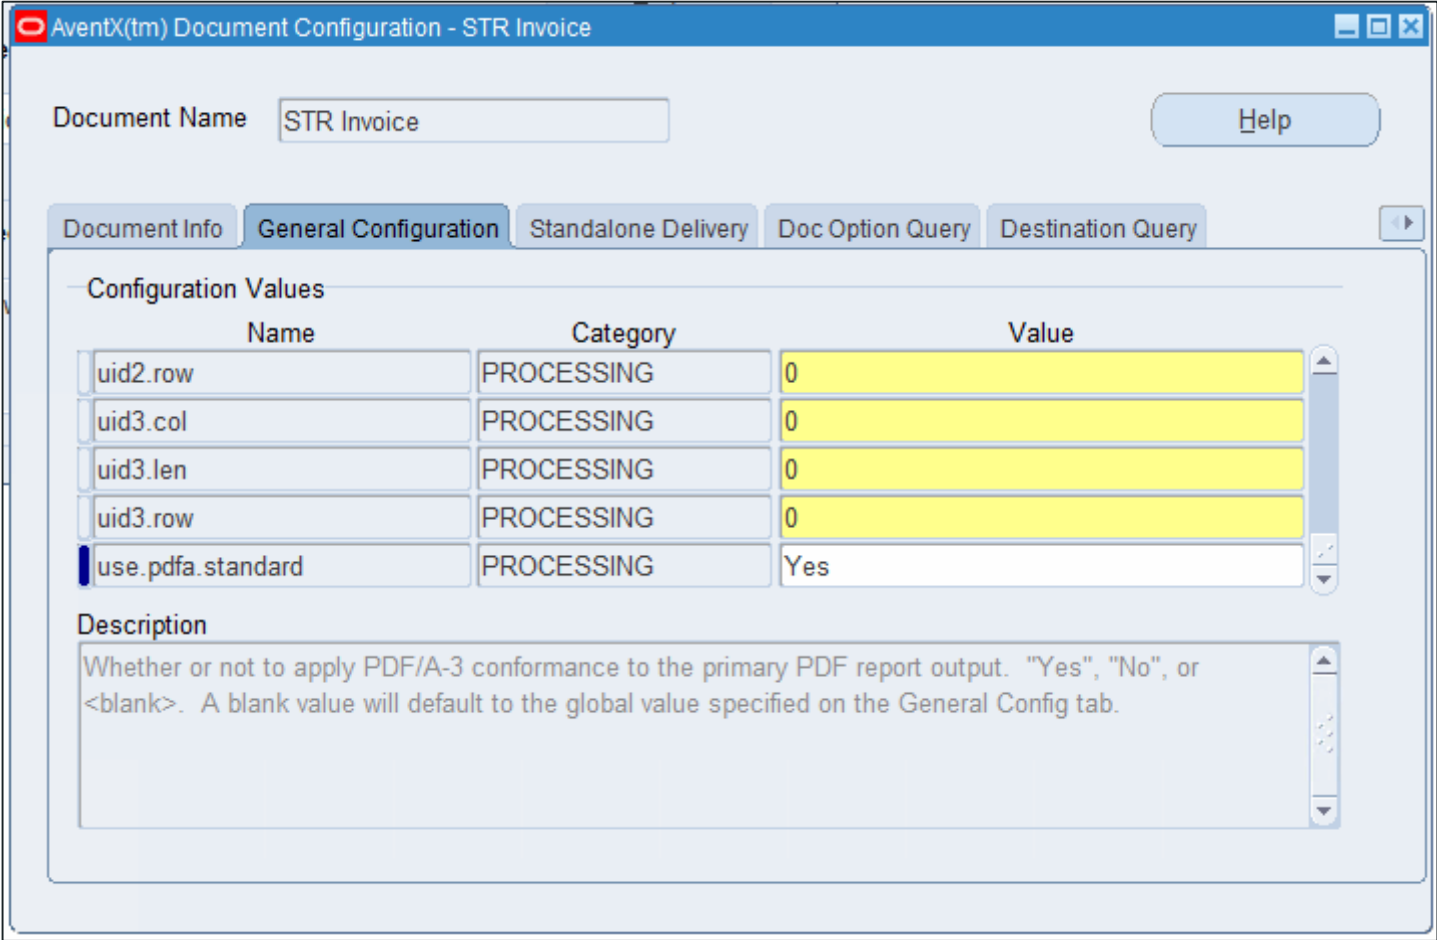 AventX(tm) Document Configuration - STR Invoice
Document Name STR Invoice Help
Document Info General Configuration Standalone Delivery Doc Option Query Destination Query
Configuration Values
Name Category Value
uid2.row PROCESSING 0
uid3.col PROCESSING 0
uid3.len PROCESSING 0
uid3.row PROCESSING 0
use.pdfa.standard PROCESSING Yes
Description
Whether or not to apply PDF/A-3 conformance to the primary PDF report output.  "Yes", "No", or
<blank>.  A blank value will default to the global value specified on the General Config tab.